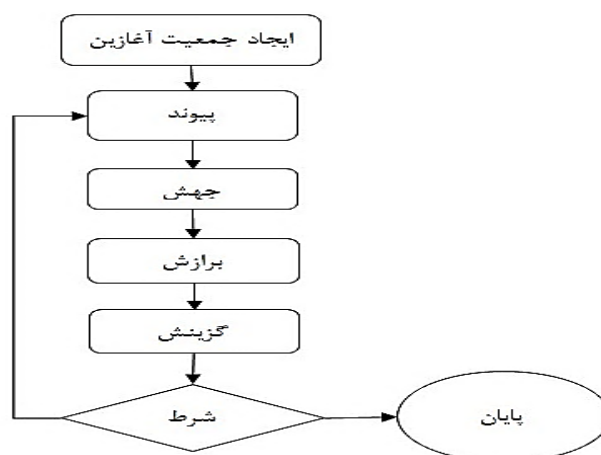 ایجاد جمعیت آغازین
پیوند
جهش
برازش
گزینش
شرط
پایان